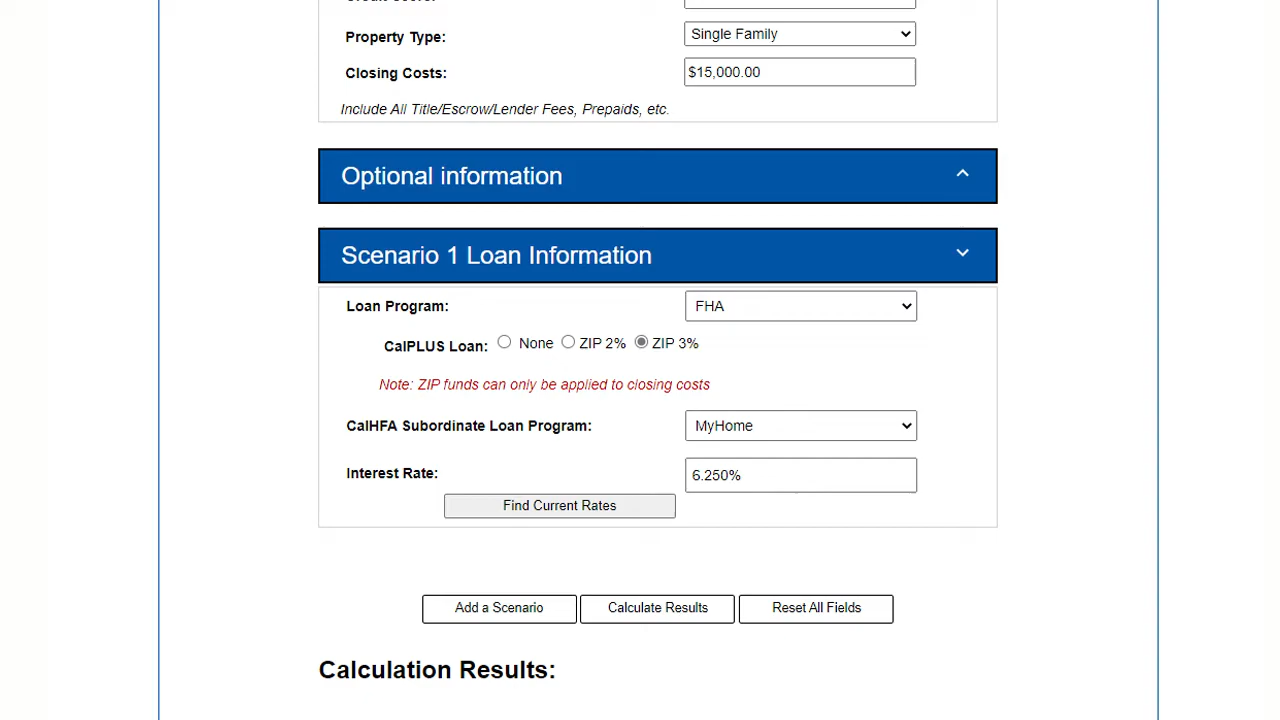 Property Type:
Single Family
Closing Costs:
$15,000.00
Include All Title/Escrow/Lender Fees, Prepaids, etc.
Optional information
Scenario 1 Loan Information
Loan Program:
FHA
CalPLUS Loan:
None
ZIP 2%
ZIP 3%
Note: ZIP funds can only be applied to closing costs
CalHFA Subordinate Loan Program:
MyHome
Interest Rate:
6.250%
Find Current Rates
Add a Scenario
Calculate Results
Reset All Fields
Calculation Results: